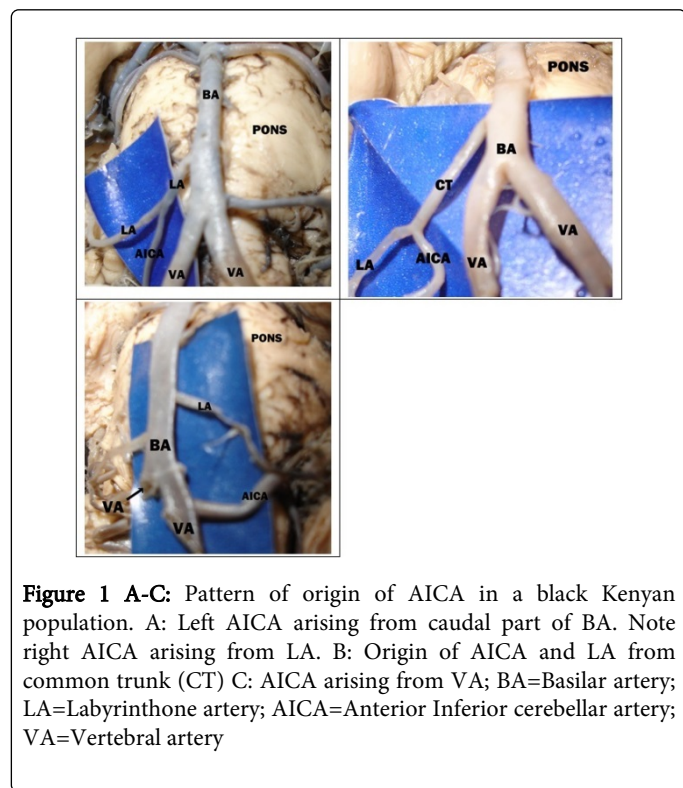 BA
PONS
LA
LA
AICA
VA
VA
PONS
BA
CT
VA
LA
AICA
VA
PONS
LA
BA
AICA
VA
VA
Figure 1 A-C: Pattern of origin of AICA in a black Kenyan
population. A: Left AICA arising from caudal part of BA. Note
right AICA arising from LA. B: Origin of AICA and LA from
common trunk (CT) C: AICA arising from VA; BA=Basilar artery;
LA=Labyrinthone artery; AICA=Anterior Inferior cerebellar artery;
VA=Vertebral artery